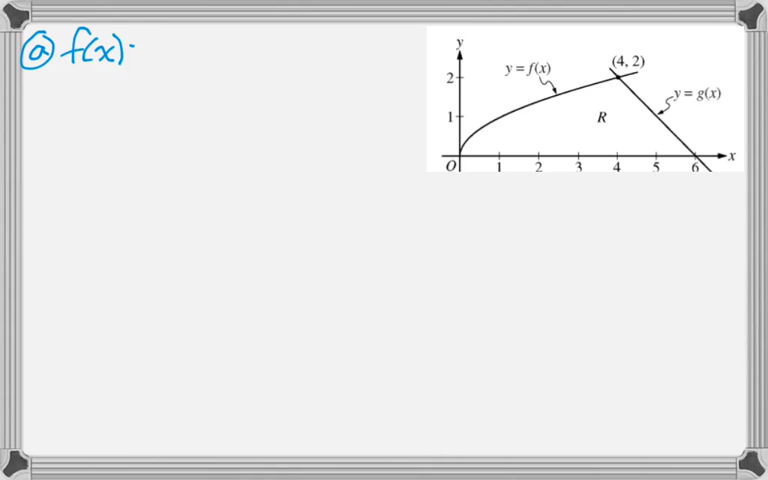 ⓐ f(x)
y
(4, 2)
y = f(x)
2
y = g(x)
1
R
x
O 1 2 3 4 5 6